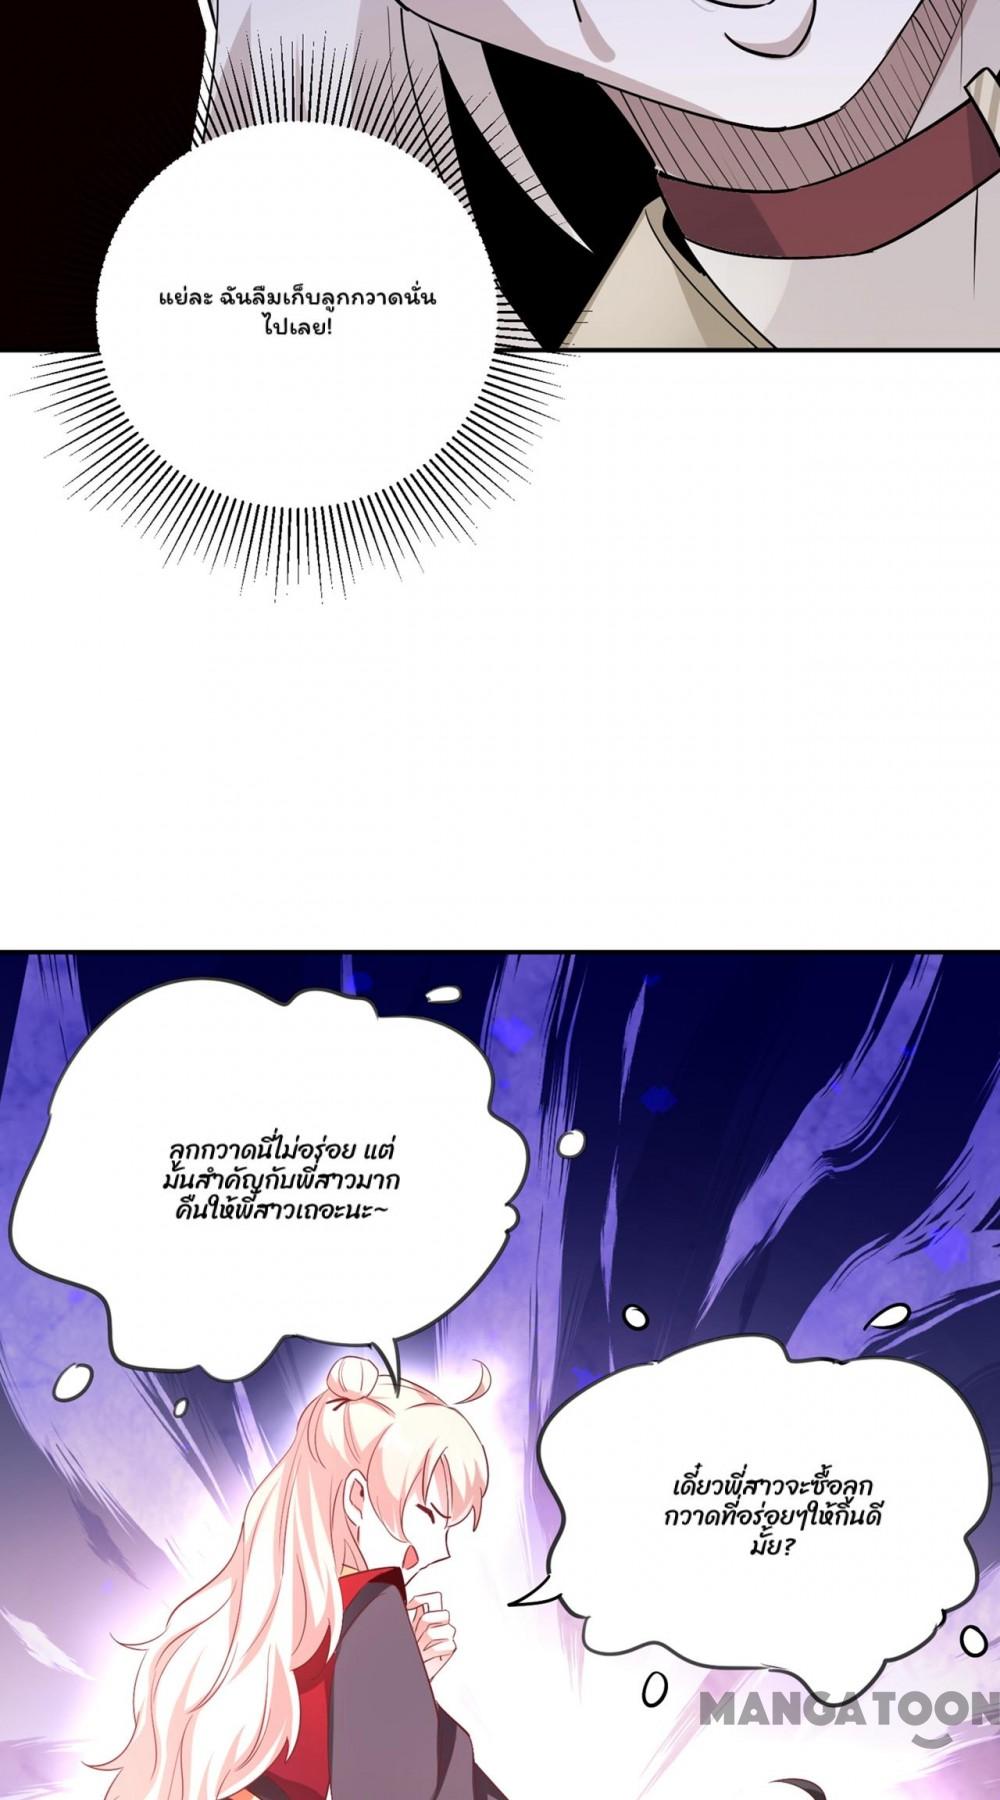 แย่ละ ฉันลืมเก็บลูกกวาดนั่น
ไปเลย!
ลูกกวาดนี่ไม่อร่อย แต่
มันสำคัญกับพี่สาวมาก
คืนให้พี่สาวเถอะนะ~
เดี๋ยวพี่สาวจะซื้อลูก
กวาดที่อร่อยๆให้กินดี
มั้ย?
MANGATOON